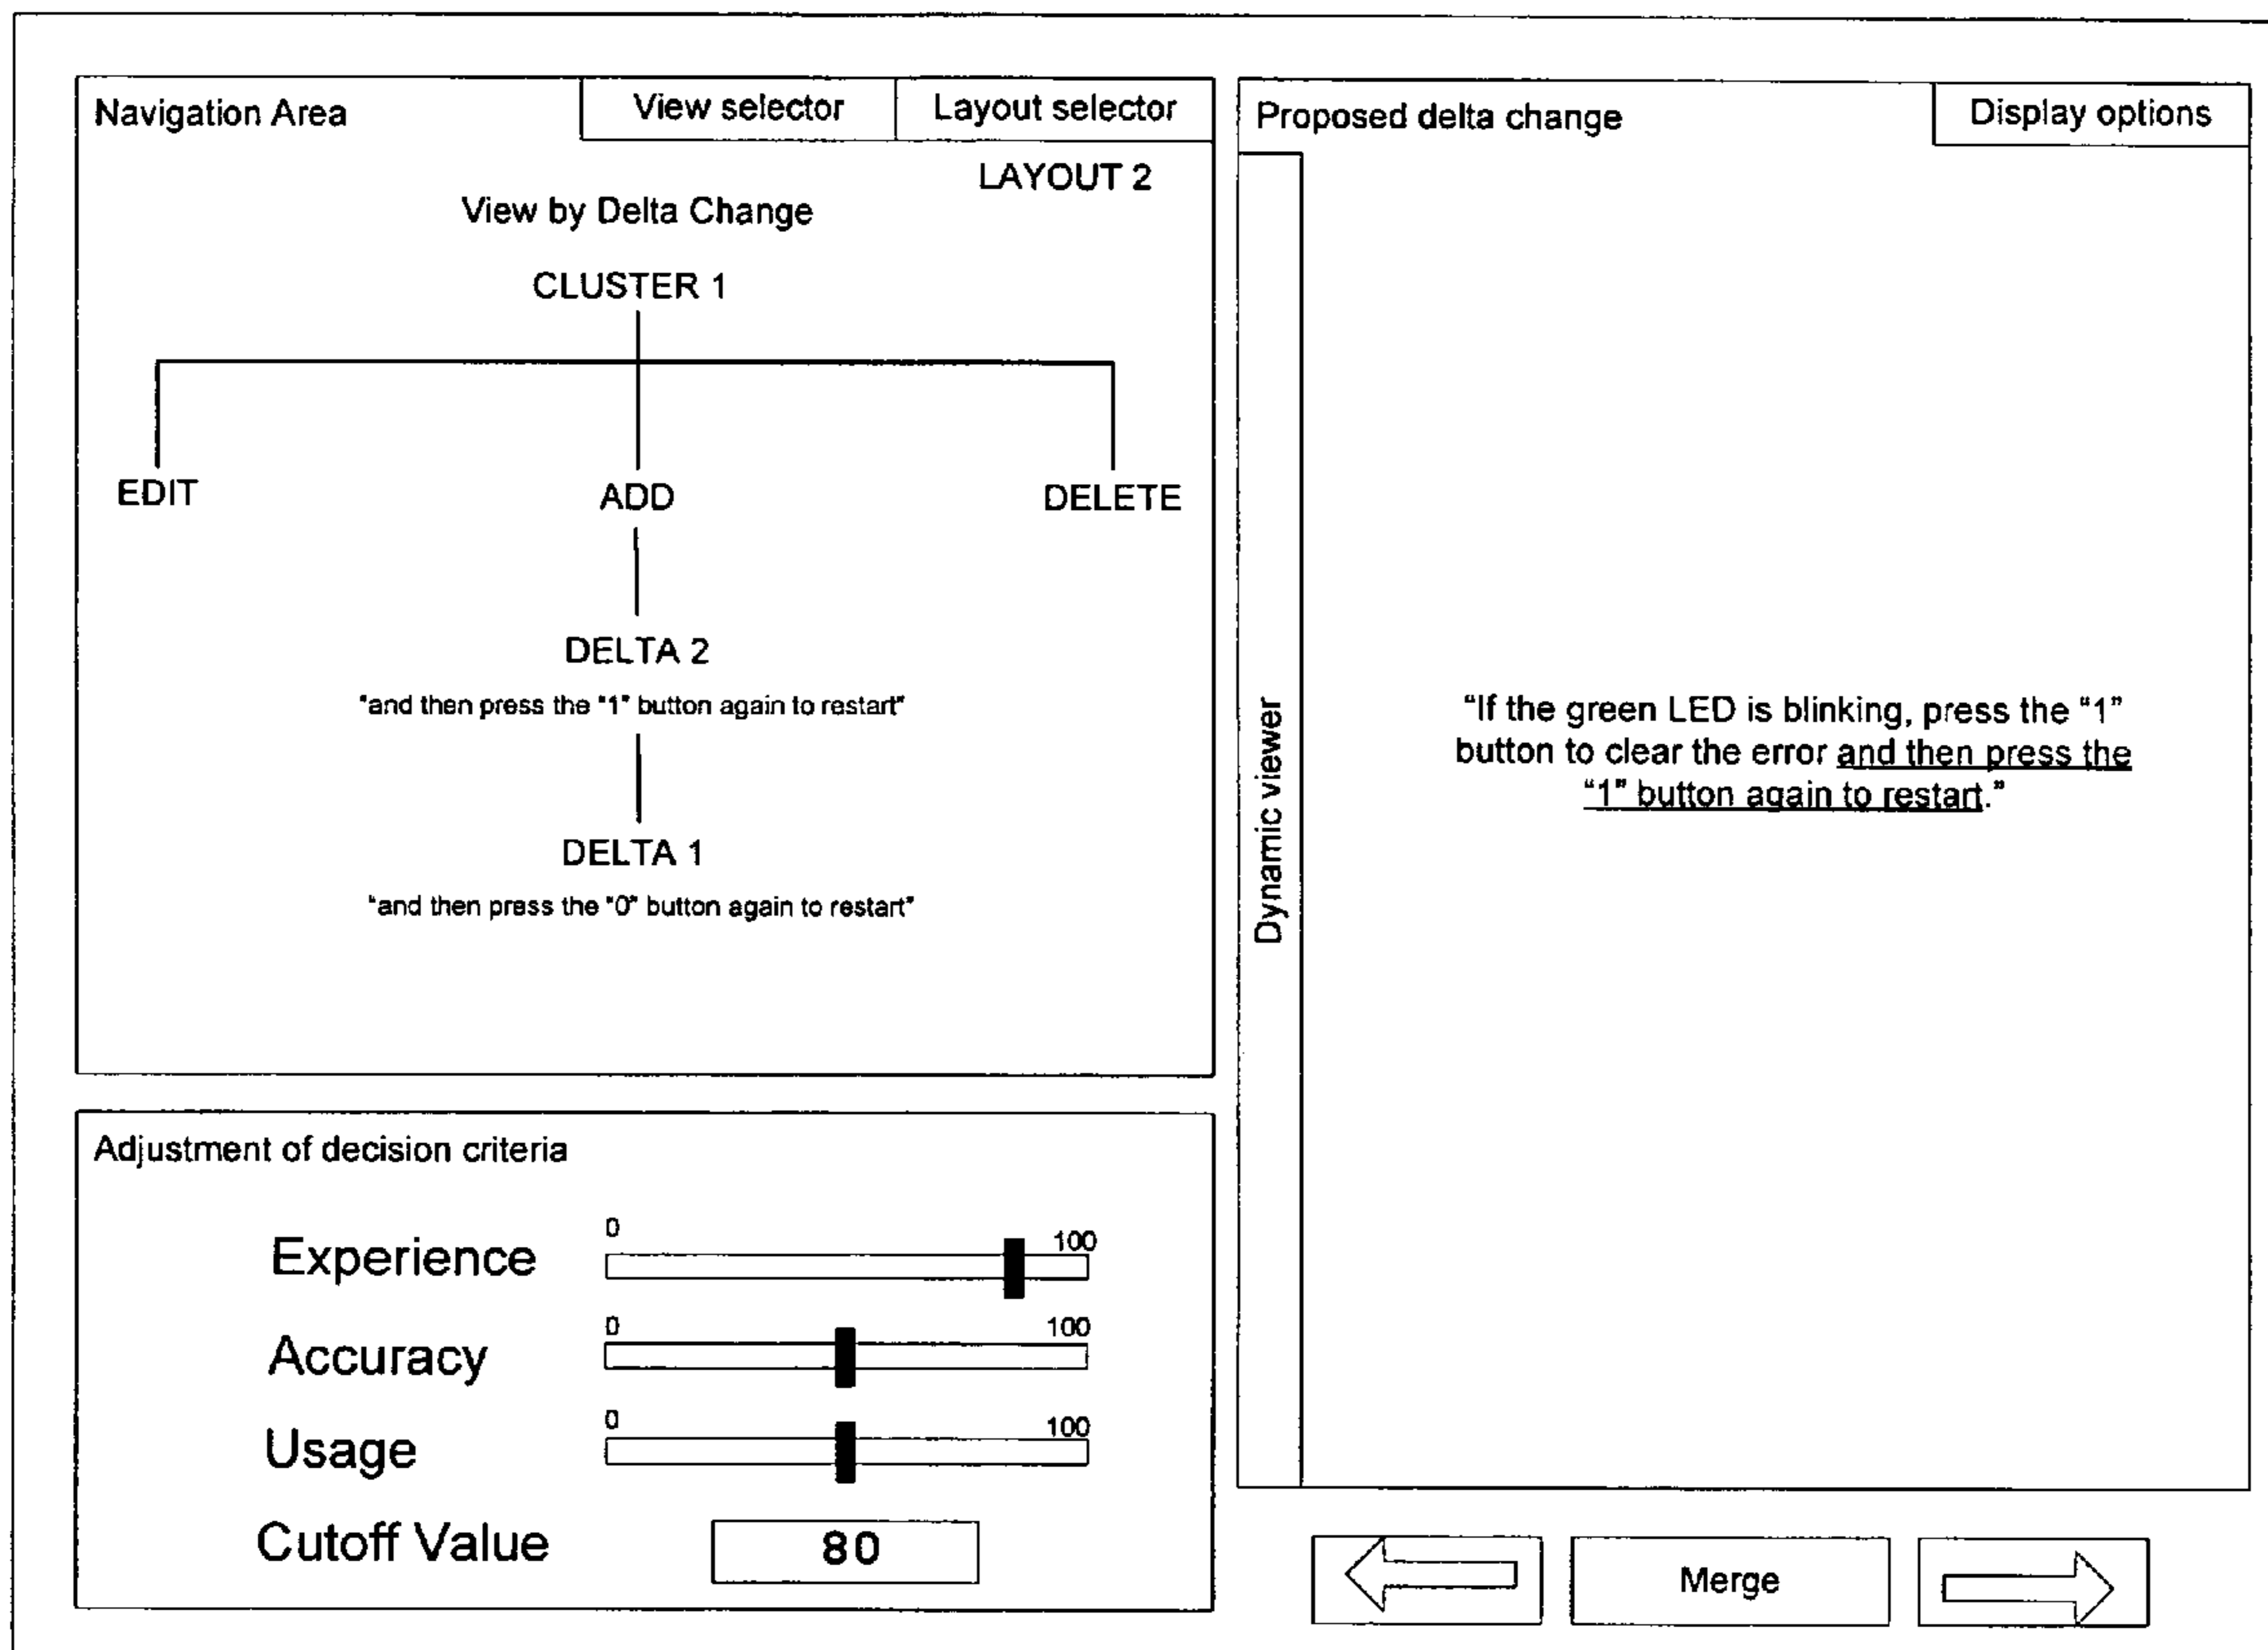 Navigation Area
View selector
Layout selector
LAYOUT 2
View by Delta Change
CLUSTER 1
EDIT
ADD
DELETE
DELTA 2
"and then press the "1" button again to restart"
DELTA 1
"and then press the "0" button again to restart"
Adjustment of decision criteria
Experience
0
100
Accuracy
0
100
Usage
0
100
Cutoff Value
80
Proposed delta change
Display options
Dynamic viewer
“If the green LED is blinking, press the “1”
button to clear the error and then press the
“1” button again to restart.”
Merge